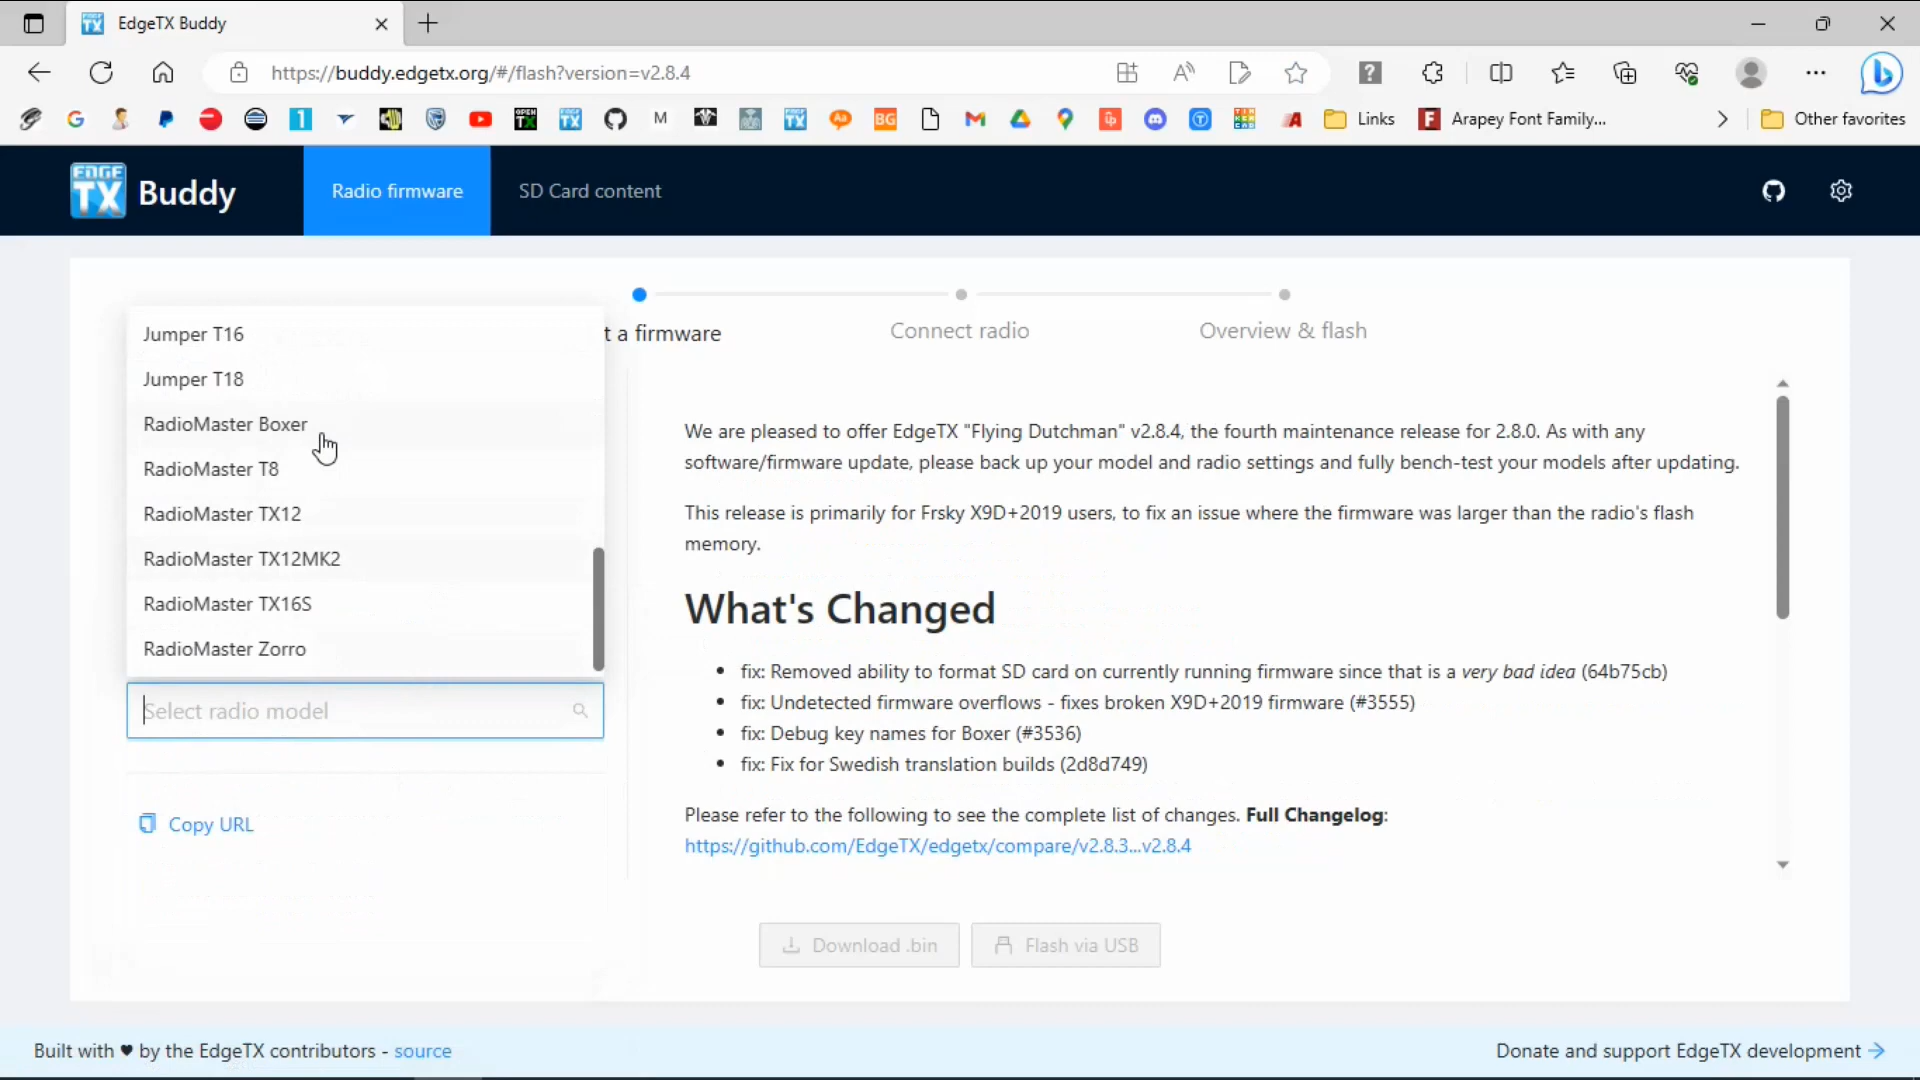 EdgeTX Buddy
https://buddy.edgetx.org/#/flash?version=v2.8.4
Links
Arapey Font Family...
Other favorites
EDGE TX Buddy
Radio firmware
SD Card content
t a firmware
Connect radio
Overview & flash
Jumper T16
Jumper T18
RadioMaster Boxer
RadioMaster T8
RadioMaster TX12
RadioMaster TX12MK2
RadioMaster TX16S
RadioMaster Zorro
Select radio model
Copy URL
We are pleased to offer EdgeTX "Flying Dutchman" v2.8.4, the fourth maintenance release for 2.8.0. As with any
software/firmware update, please back up your model and radio settings and fully bench-test your models after updating.
This release is primarily for Frsky X9D+2019 users, to fix an issue where the firmware was larger than the radio's flash
memory.
What's Changed
• fix: Removed ability to format SD card on currently running firmware since that is a very bad idea (64b75cb)
• fix: Undetected firmware overflows - fixes broken X9D+2019 firmware (#3555)
• fix: Debug key names for Boxer (#3536)
• fix: Fix for Swedish translation builds (2d8d749)
Please refer to the following to see the complete list of changes. Full Changelog:
https://github.com/EdgeTX/edgetx/compare/v2.8.3...v2.8.4
Download .bin
Flash via USB
Built with ♥ by the EdgeTX contributors - source
Donate and support EdgeTX development →